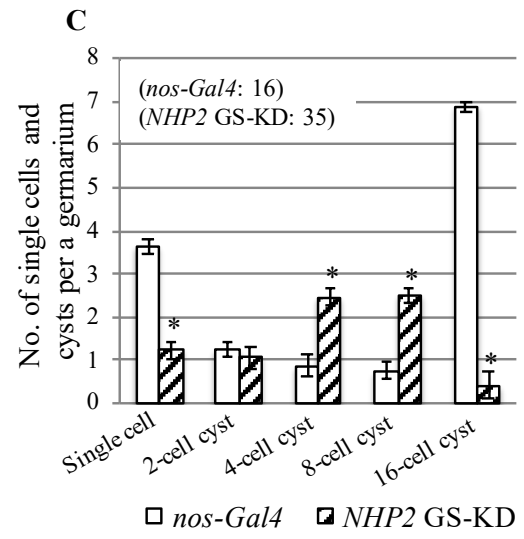 C
8
7
6
5
4
3
2
1
0
No. of single cells and
cysts per a germarium
(nos-Gal4: 16)
(NHP2 GS-KD: 35)
*
*
*
*
Single cell
2-cell cyst
4-cell cyst
8-cell cyst
16-cell cyst
nos-Gal4
NHP2 GS-KD